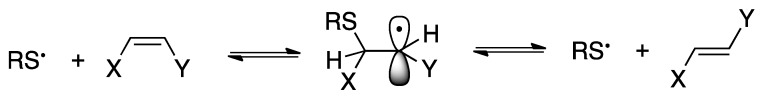 RS• + X Y RS H X • H Y RS• + X Y